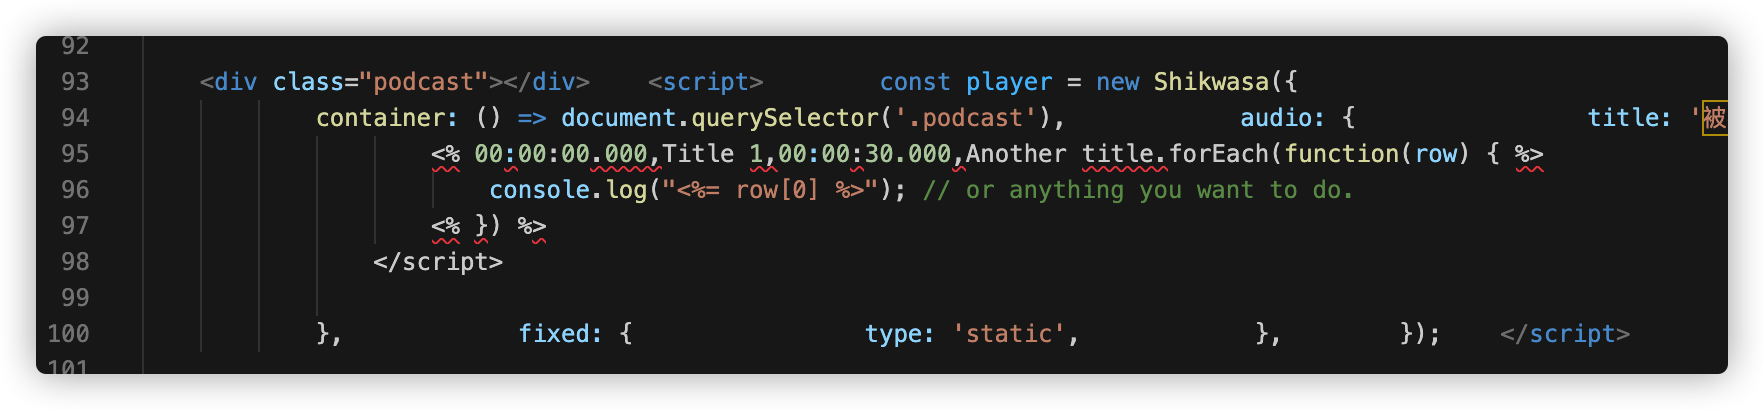 92
93 <div class="podcast"></div> <script> const player = new Shikwasa({
94 container: () => document.querySelector('.podcast'), audio: { title: '被
95 <% 00:00:00.000,Title 1,00:00:30.000,Another title.forEach(function(row) { %>
96 console.log("<%= row[0] %>"); // or anything you want to do.
97 <% }) %>
98 </script>
99
100 }, fixed: { type: 'static', }, }); </script>
101